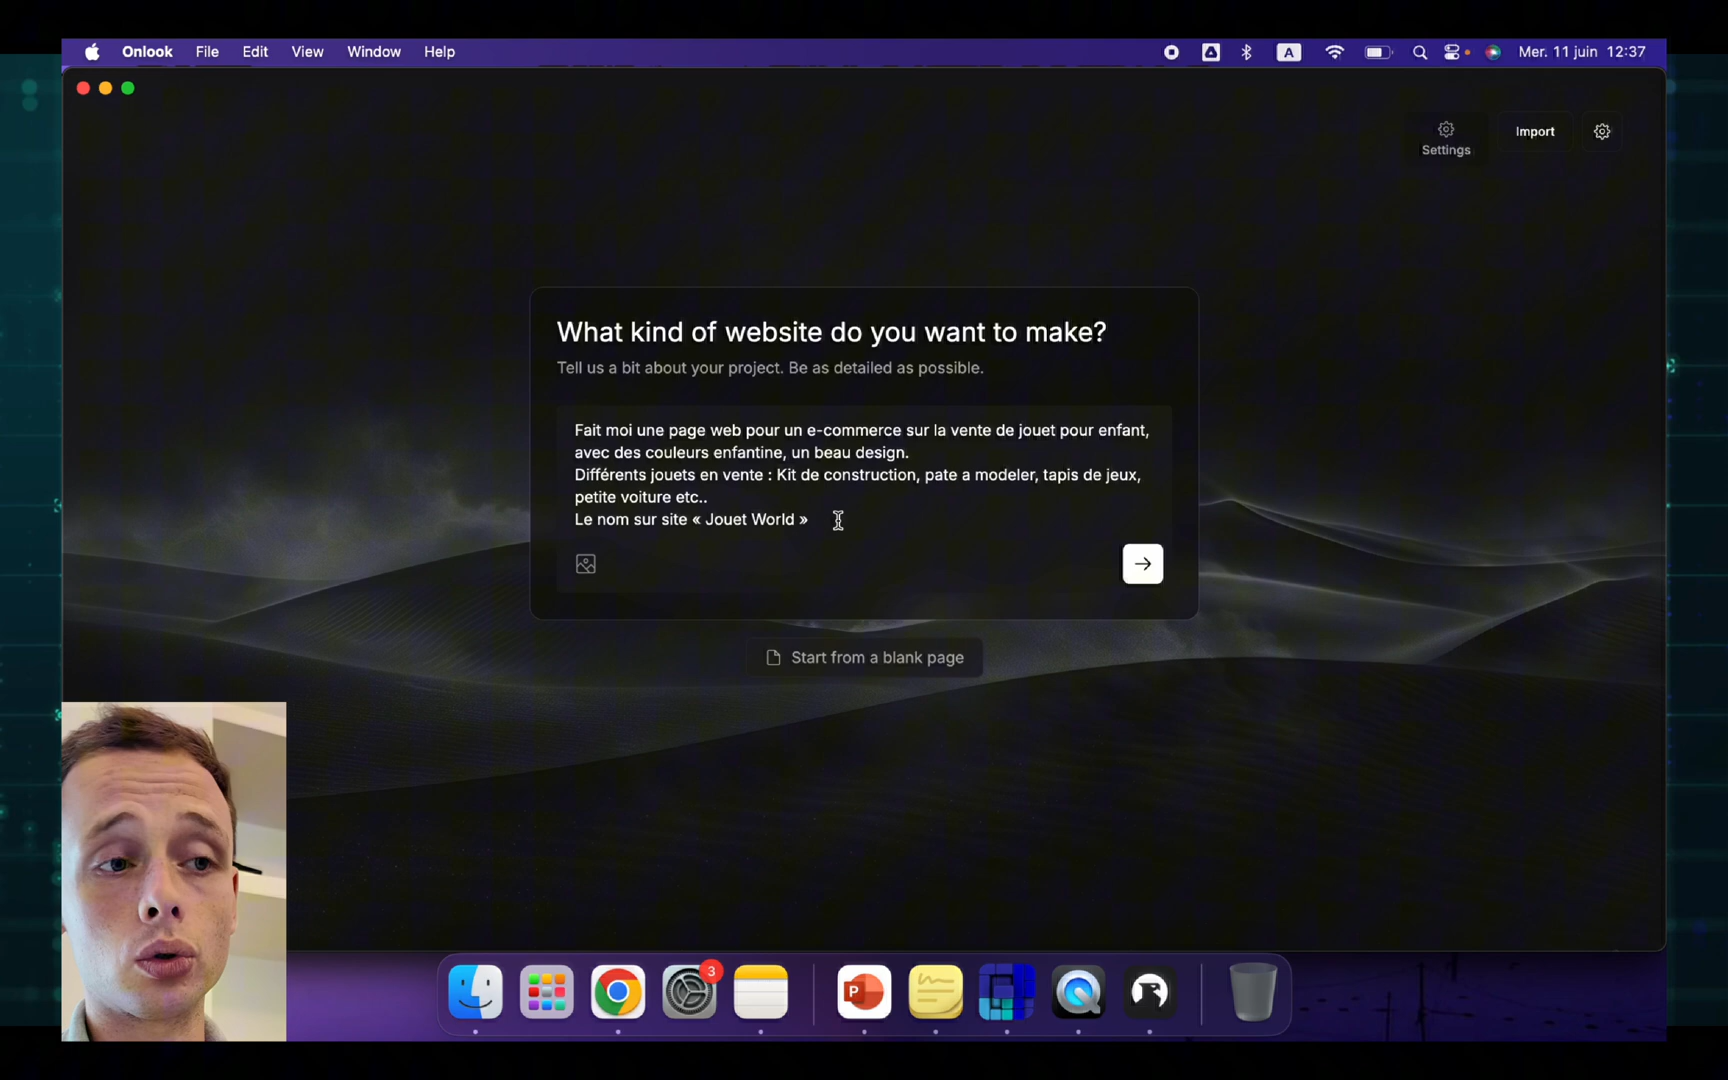 Onlook File Edit View Window Help A Mer. 11 juin 12:37
Settings
Import
What kind of website do you want to make?
Tell us a bit about your project. Be as detailed as possible.
Fait moi une page web pour un e-commerce sur la vente de jouet pour enfant,
avec des couleurs enfantine, un beau design.
Différents jouets en vente : Kit de construction, pate a modeler, tapis de jeux,
petite voiture etc..
Le nom sur site « Jouet World »
Start from a blank page
3
P